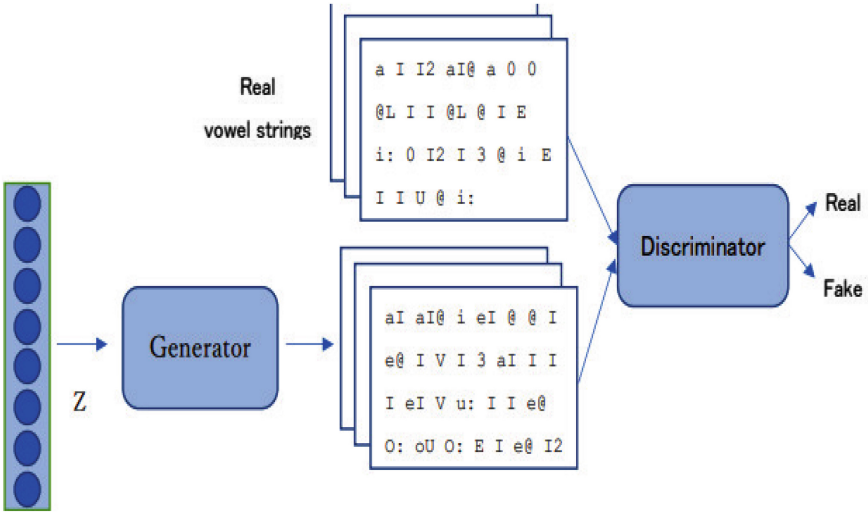 Real
vowel strings
a I I2 aI@ a 0 0
@L I I @L @ I E
i: 0 I2 I 3 @ i E
I I U @ i:
Z
Generator
aI aI@ i eI @ @ I
e@ I V I 3 aI I I
I eI V u: I I e@
O: oU O: E I e@ I2
Discriminator
Real
Fake